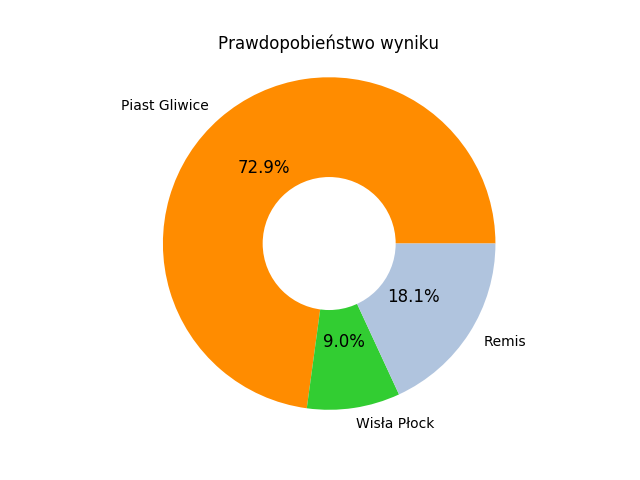 Prawdopobieństwo wyniku
Piast Gliwice
72.9%
18.1%
9.0%
Remis
Wisła Płock